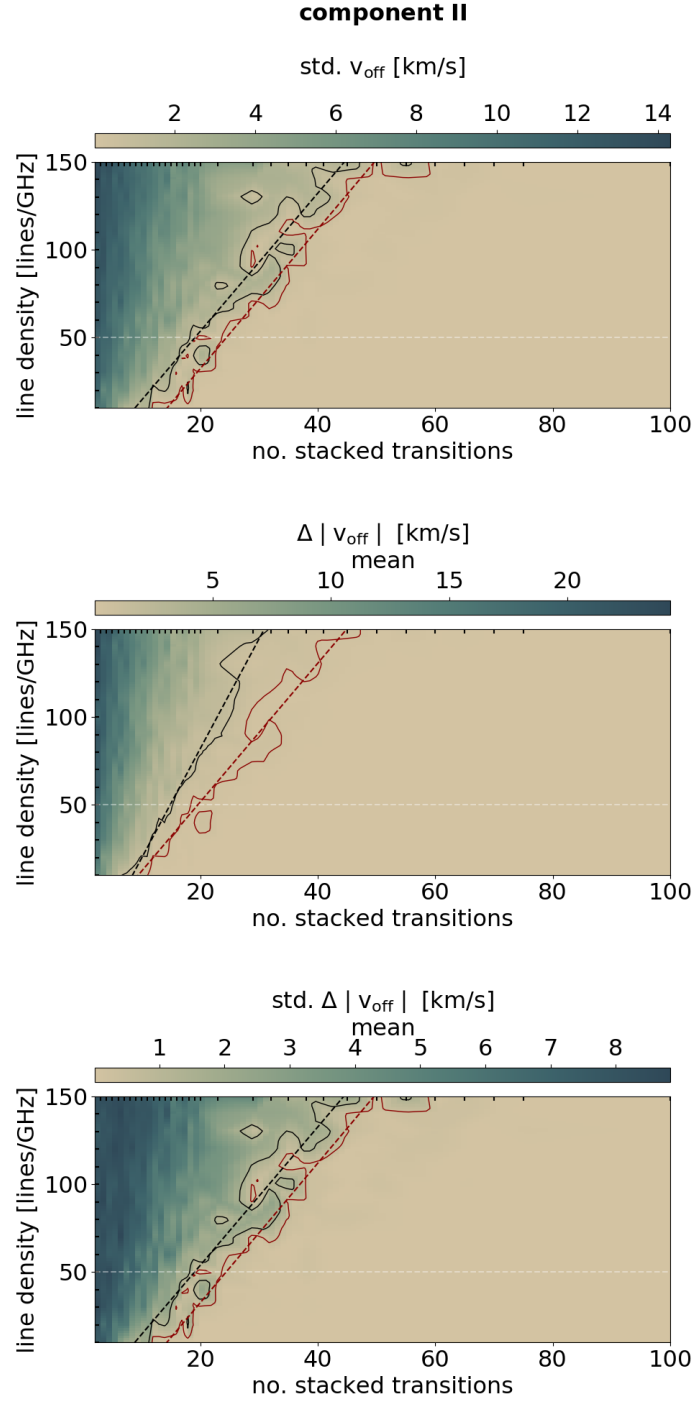 component II
std. v_off [km/s]
2 4 6 8 10 12 14
150
100
50
line density [lines/GHz]
20 40 60 80 100
no. stacked transitions
Δ | v_off | [km/s]
mean
5 10 15 20
150
100
50
line density [lines/GHz]
20 40 60 80 100
no. stacked transitions
std. Δ | v_off | [km/s]
mean
1 2 3 4 5 6 7 8
150
100
50
line density [lines/GHz]
20 40 60 80 100
no. stacked transitions